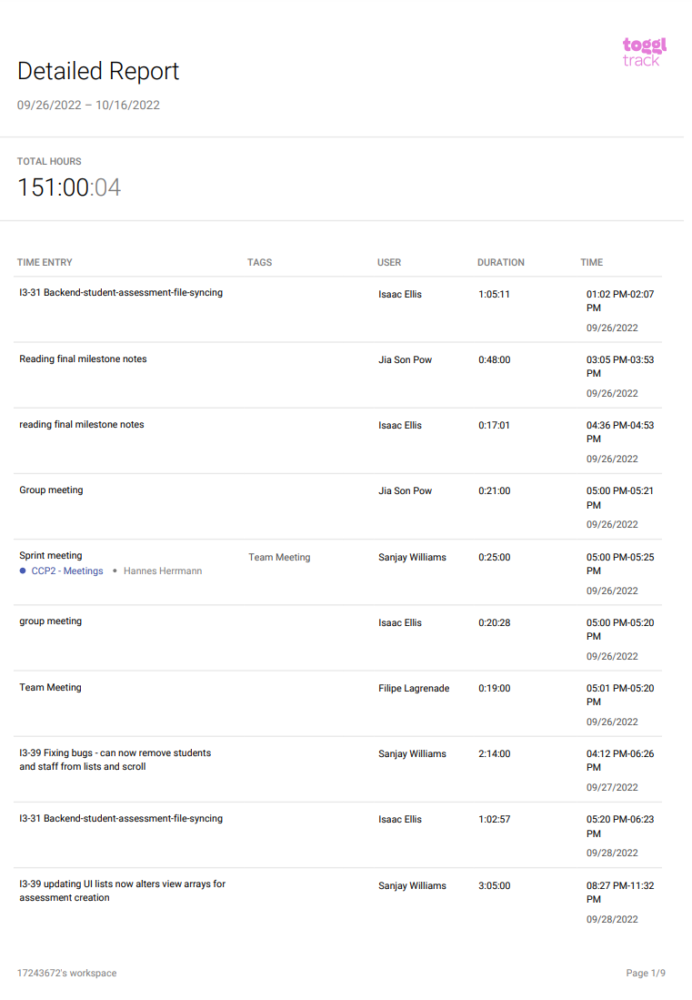 toggl
track
Detailed Report
09/26/2022 – 10/16/2022
TOTAL HOURS
151:00:04
TIME ENTRY TAGS USER DURATION TIME
I3-31 Backend-student-assessment-file-syncing Isaac Ellis 1:05:11 01:02 PM-02:07
PM
09/26/2022
Reading final milestone notes Jia Son Pow 0:48:00 03:05 PM-03:53
PM
09/26/2022
reading final milestone notes Isaac Ellis 0:17:01 04:36 PM-04:53
PM
09/26/2022
Group meeting Jia Son Pow 0:21:00 05:00 PM-05:21
PM
09/26/2022
Sprint meeting Team Meeting Sanjay Williams 0:25:00 05:00 PM-05:25
● CCP2 - Meetings • Hannes Herrmann PM
09/26/2022
group meeting Isaac Ellis 0:20:28 05:00 PM-05:20
PM
09/26/2022
Team Meeting Filipe Lagrenade 0:19:00 05:01 PM-05:20
PM
09/26/2022
I3-39 Fixing bugs - can now remove students Sanjay Williams 2:14:00 04:12 PM-06:26
and staff from lists and scroll PM
09/27/2022
I3-31 Backend-student-assessment-file-syncing Isaac Ellis 1:02:57 05:20 PM-06:23
PM
09/28/2022
I3-39 updating UI lists now alters view arrays for Sanjay Williams 3:05:00 08:27 PM-11:32
assessment creation PM
09/28/2022
17243672's workspace Page 1/9